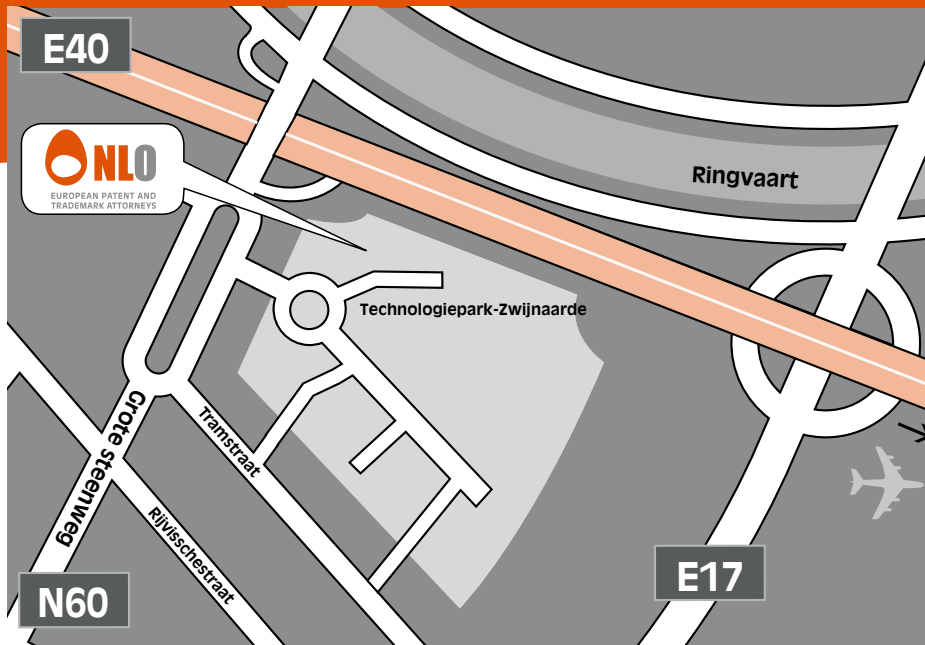 E40
NLO
EUROPEAN PATENT AND
TRADEMARK ATTORNEYS
Ringvaart
Technologiepark-Zwijnaarde
Grote steenweg
Tramstraat
Rijvisschestraat
E17
N60